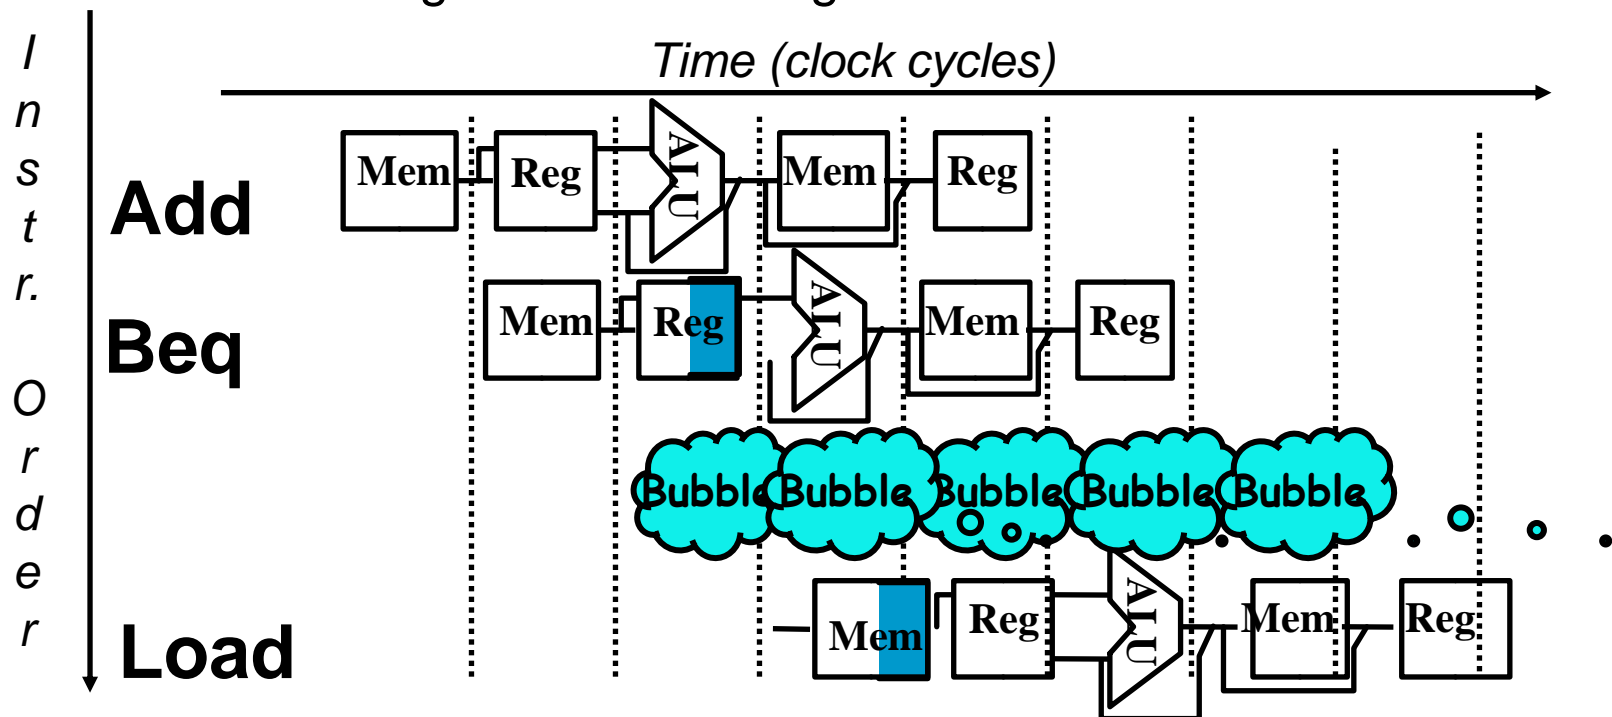 Time (clock cycles)
I
n
s
t
r.
O
r
d
e
r
Add
Mem Reg ALU Mem Reg
Beq
Mem Reg ALU Mem Reg
Bubble Bubble Bubble Bubble Bubble
Load
Mem Reg ALU Mem Reg